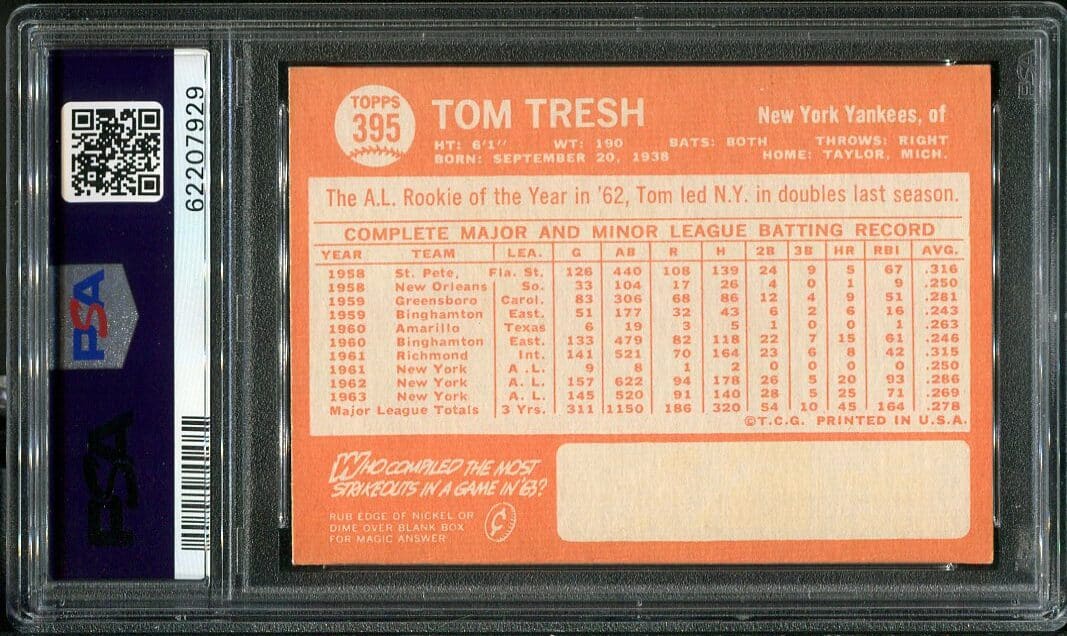 TOPPS
395
TOM TRESH
New York Yankees, of
HT: 6'1" WT: 190 BATS: BOTH THROWS: RIGHT
BORN: SEPTEMBER 20, 1938 HOME: TAYLOR, MICH.
The A.L. Rookie of the Year in '62, Tom led N.Y. in doubles last season.
COMPLETE MAJOR AND MINOR LEAGUE BATTING RECORD
YEAR TEAM LEA. G AB R H 2B 3B HR RBI AVG.
1958 St. Pete, Fla. St. 126 440 108 139 24 9 5 67 .316
1958 New Orleans So. 33 104 17 26 4 0 1 9 .250
1959 Greensboro Carol. 83 306 68 86 12 4 9 51 .281
1959 Binghamton East. 51 177 32 43 6 2 6 16 .243
1960 Amarillo Texas 6 19 3 5 1 0 0 1 .263
1960 Binghamton East. 133 479 82 118 22 7 15 61 .246
1961 Richmond Int. 141 521 70 164 23 6 8 42 .315
1961 New York A .L. 9 8 1 2 0 0 0 0 .250
1962 New York A. L. 157 622 94 178 26 5 20 93 .286
1963 New York A. L. 145 520 91 140 28 5 25 71 .269
Major League Totals 3 Yrs. 311 1150 186 320 54 10 45 164 .278
©T.C.G. PRINTED IN U.S.A.
WHO COMPILED THE MOST
STRIKEOUTS IN A GAME IN '63?
RUB EDGE OF NICKEL OR
DIME OVER BLANK BOX
FOR MAGIC ANSWER
62207929
PSA
PSA
PSA